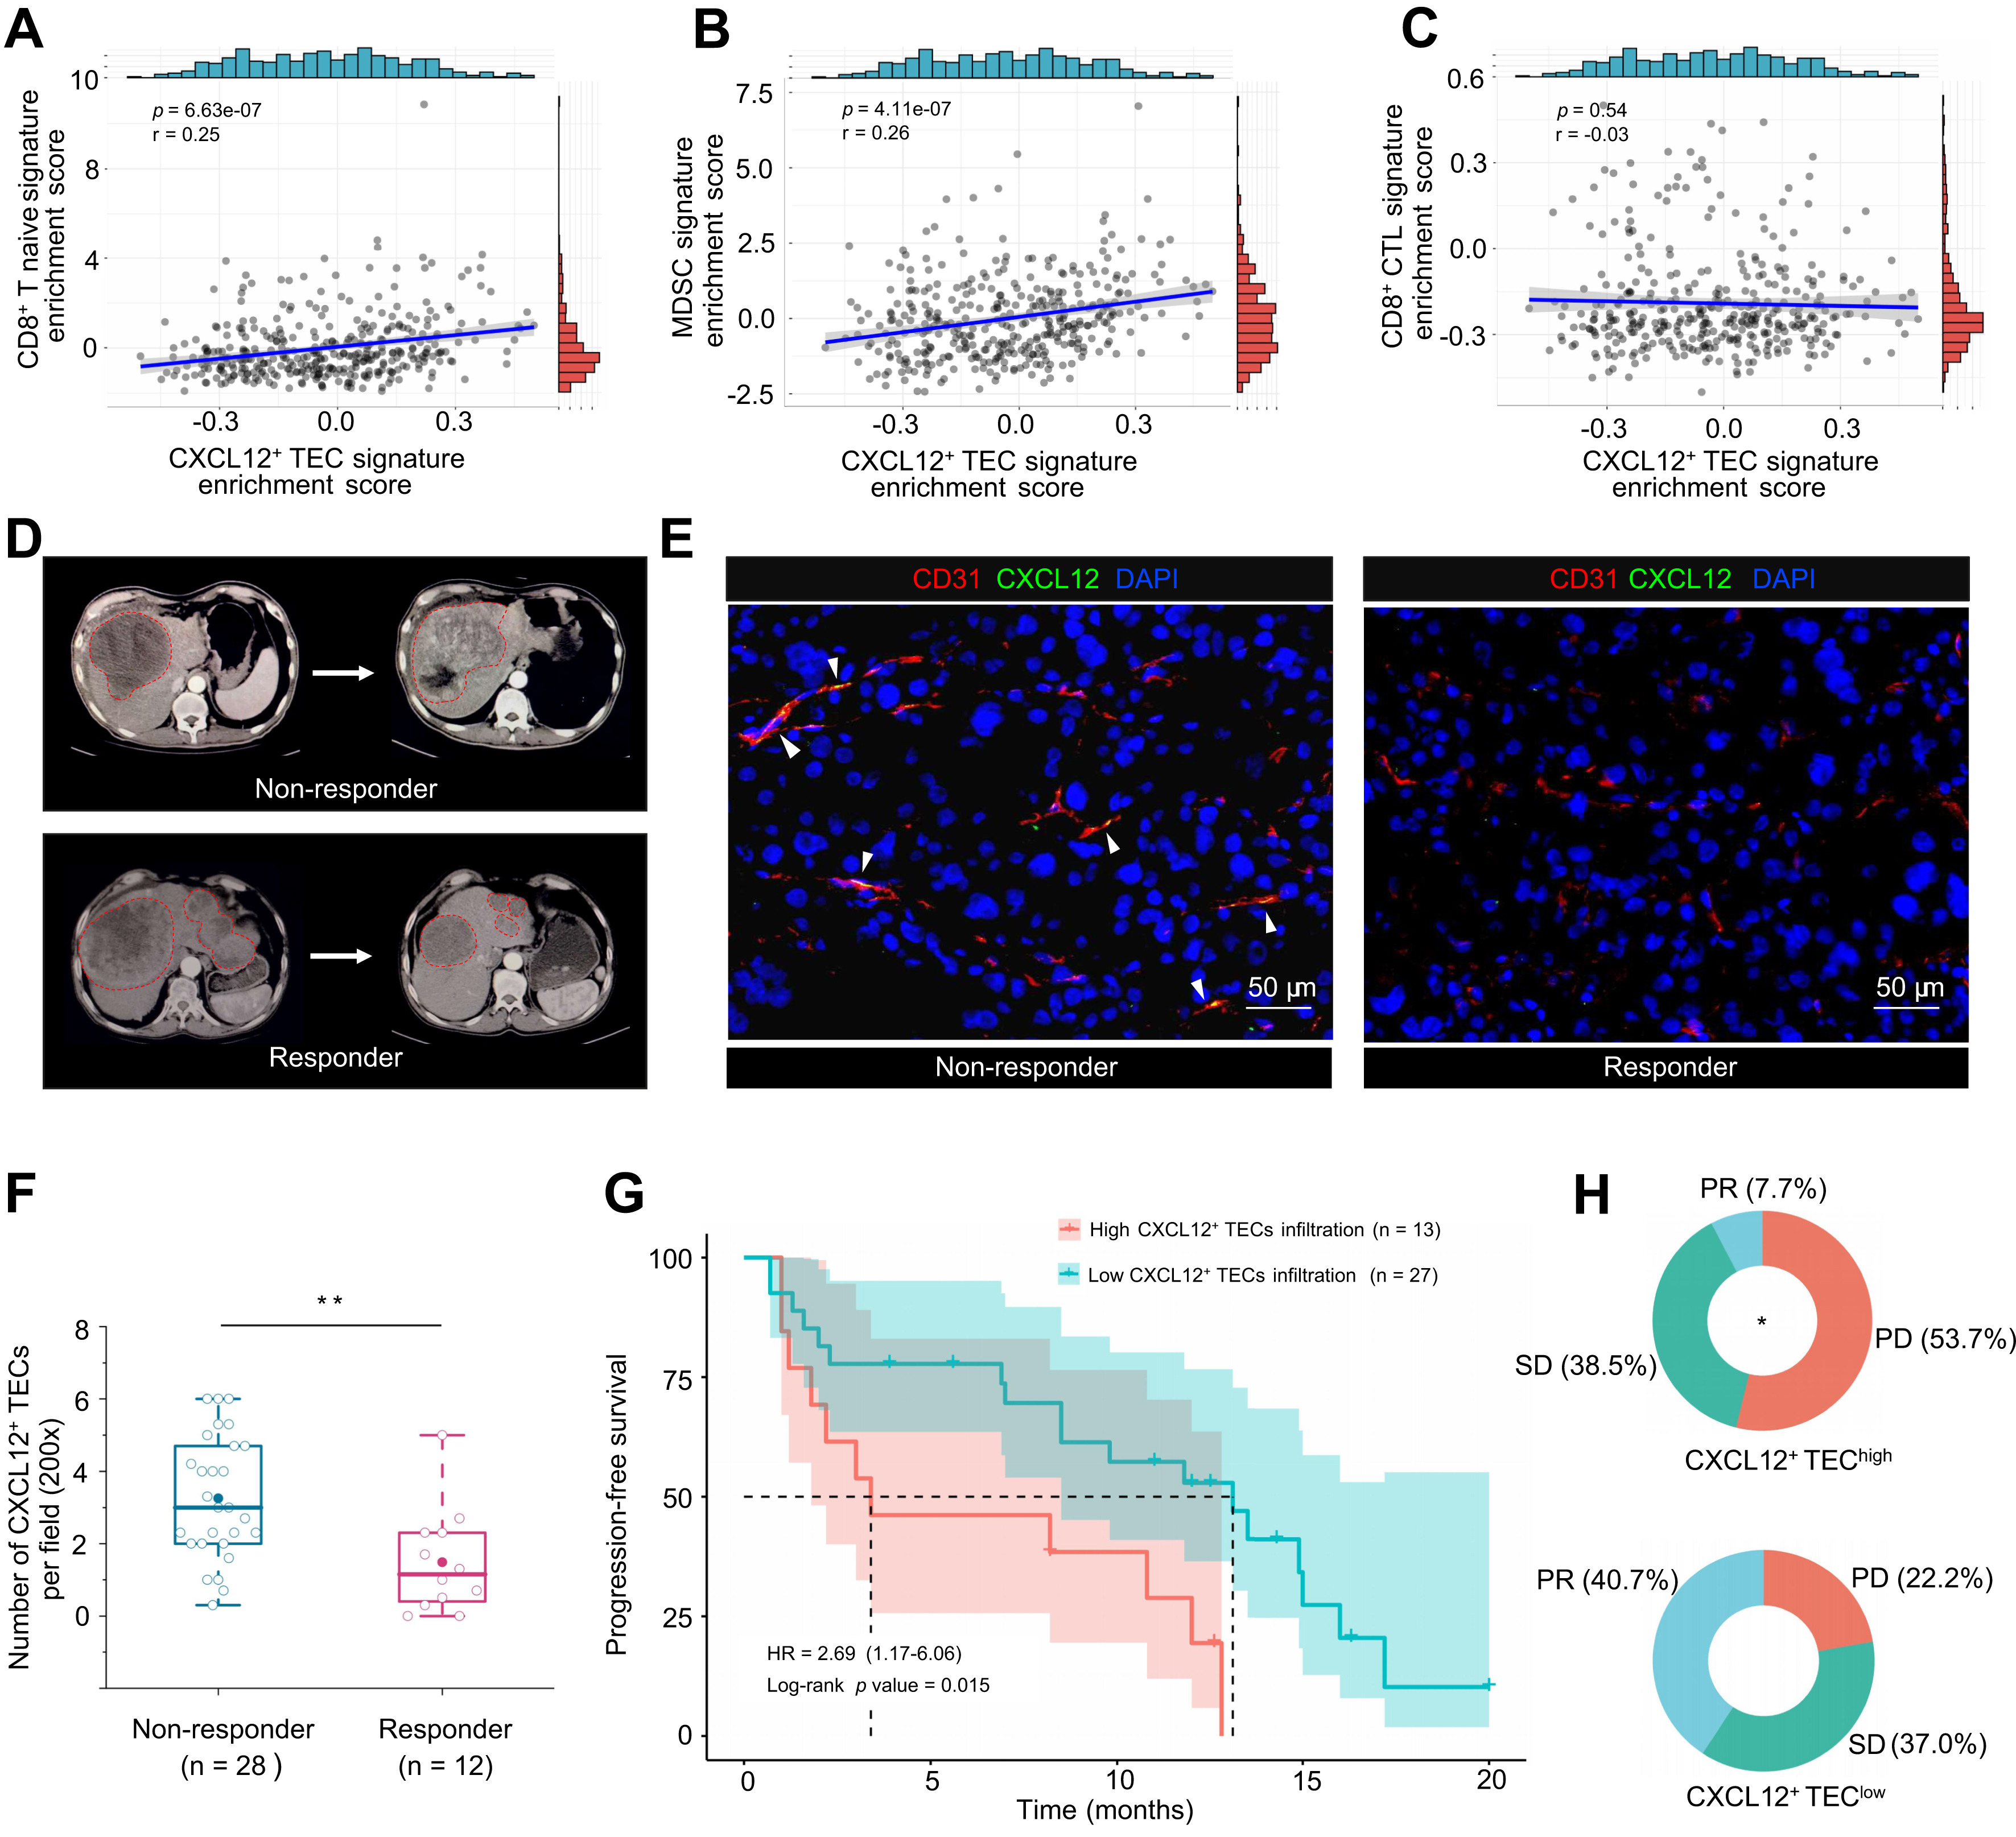 A
10
8
4
0
CD8⁺ T naive signature
enrichment score
p = 6.63e-07
r = 0.25
-0.3 0.0 0.3
CXCL12⁺ TEC signature
enrichment score
B
7.5
5.0
2.5
0.0
-2.5
MDSC signature
enrichment score
p = 4.11e-07
r = 0.26
-0.3 0.0 0.3
CXCL12⁺ TEC signature
enrichment score
C
0.6
0.3
0.0
-0.3
CD8⁺ CTL signature
enrichment score
p = 0.54
r = -0.03
-0.3 0.0 0.3
CXCL12⁺ TEC signature
enrichment score
D
Non-responder
Responder
E
CD31 CXCL12 DAPI
50 µm
Non-responder
CD31 CXCL12 DAPI
50 µm
Responder
F
**
8
6
4
2
0
Number of CXCL12⁺ TECs
per field (200x)
Non-responder
(n = 28 )
Responder
(n = 12)
G
High CXCL12⁺ TECs infiltration (n = 13)
Low CXCL12⁺ TECs infiltration (n = 27)
100
75
50
25
0
Progression-free survival
HR = 2.69 (1.17-6.06)
Log-rank p value = 0.015
0 5 10 15 20
Time (months)
H
PR (7.7%)
PD (53.7%)
SD (38.5%)
*
CXCL12⁺ TECʰⁱᵍʰ
PR (40.7%)
PD (22.2%)
SD (37.0%)
CXCL12⁺ TECˡᵒʷ